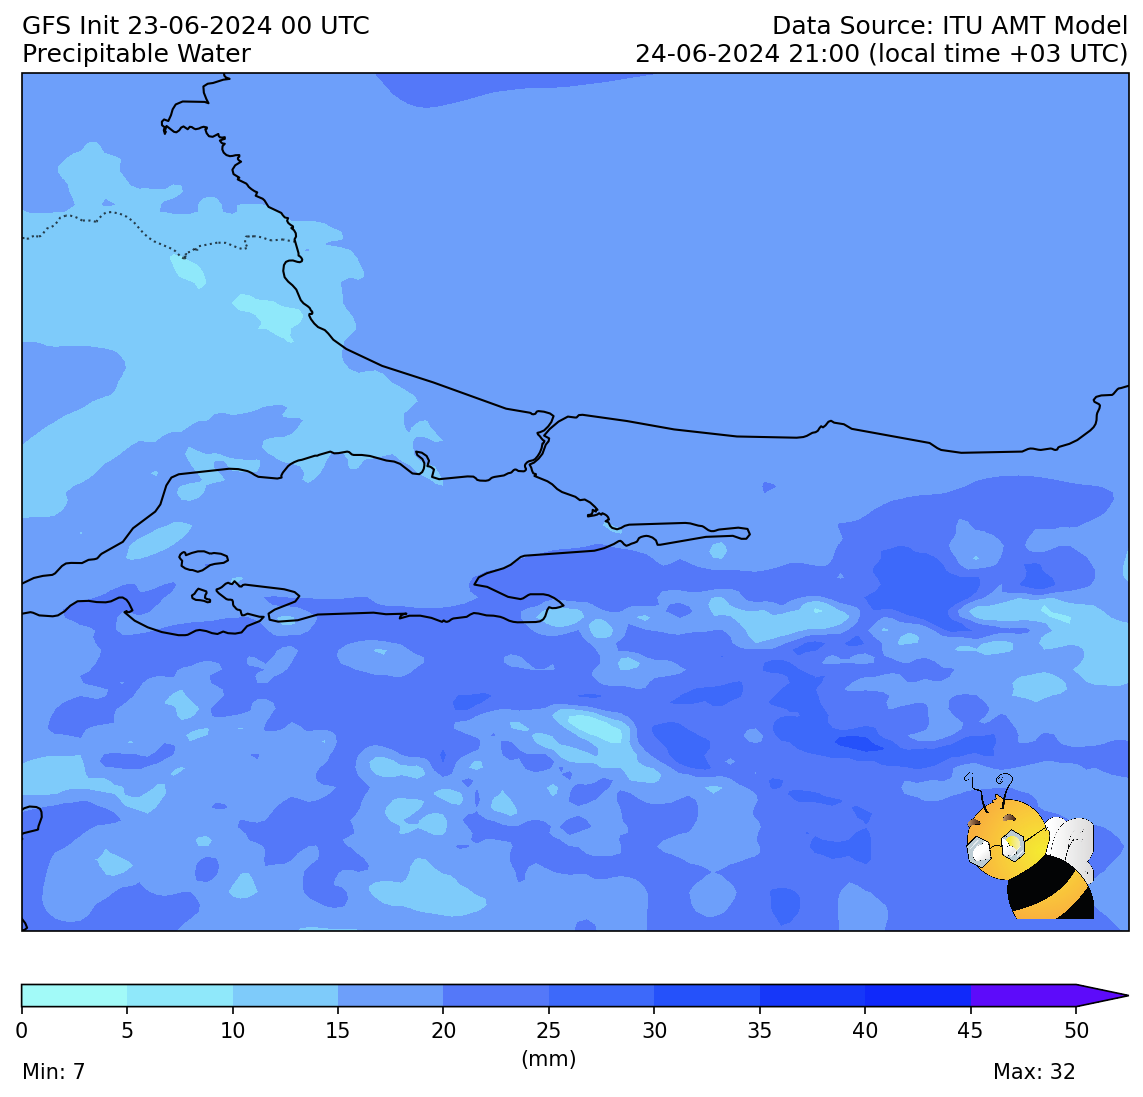 GFS Init 23-06-2024 00 UTC
Data Source: ITU AMT Model
Precipitable Water
24-06-2024 21:00 (local time +03 UTC)
0 5 10 15 20 25 30 35 40 45 50
(mm)
Min: 7
Max: 32